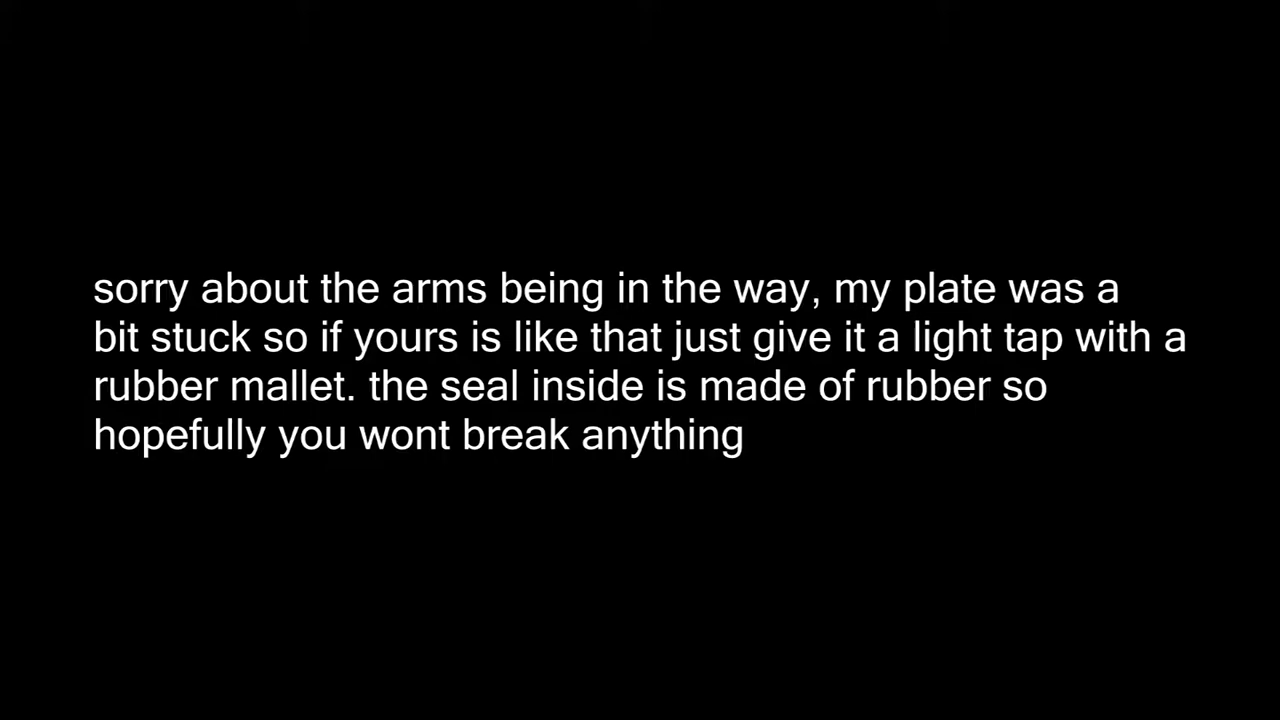 sorry about the arms being in the way, my plate was a
bit stuck so if yours is like that just give it a light tap with a
rubber mallet. the seal inside is made of rubber so
hopefully you wont break anything